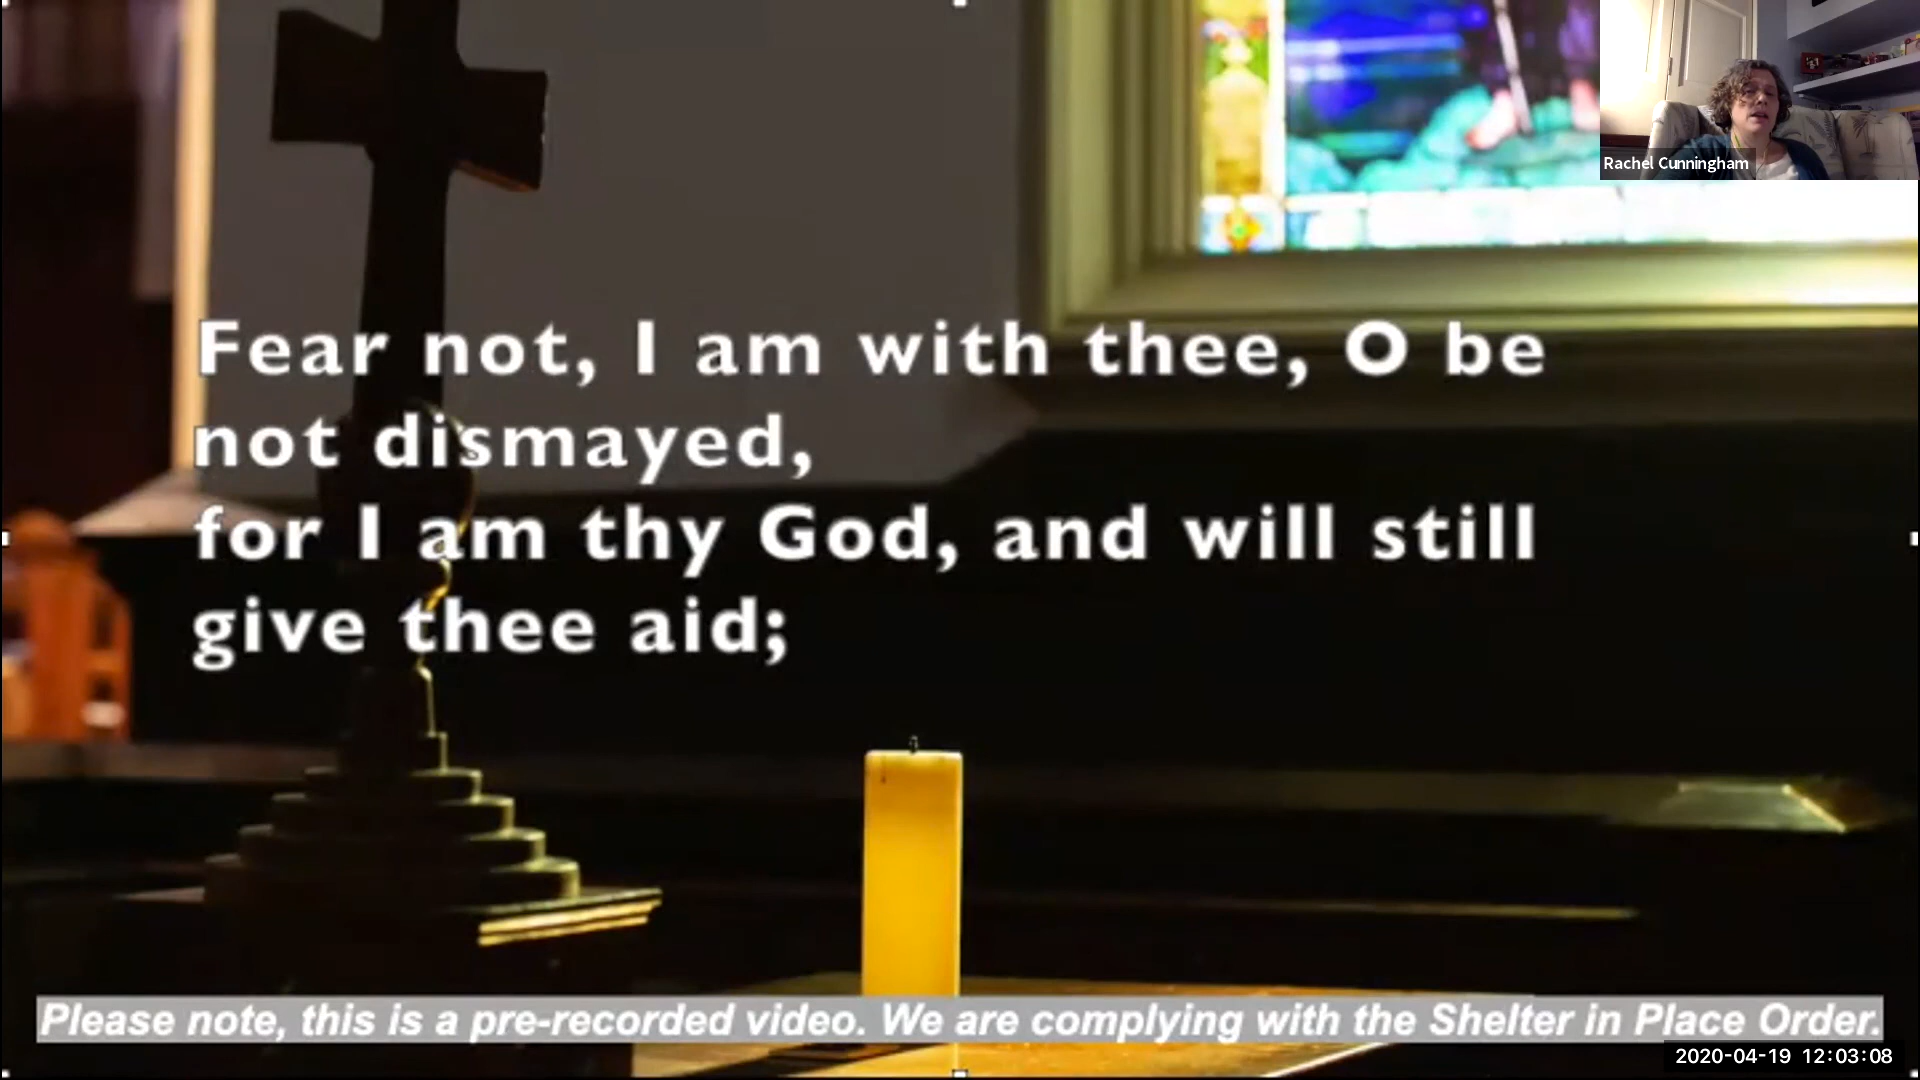 Rachel Cunningham
Fear not, I am with thee, O be
not dismayed,
for I am thy God, and will still
give thee aid;
Please note, this is a pre-recorded video. We are complying with the Shelter in Place Order.
2020-04-19 12:03:08